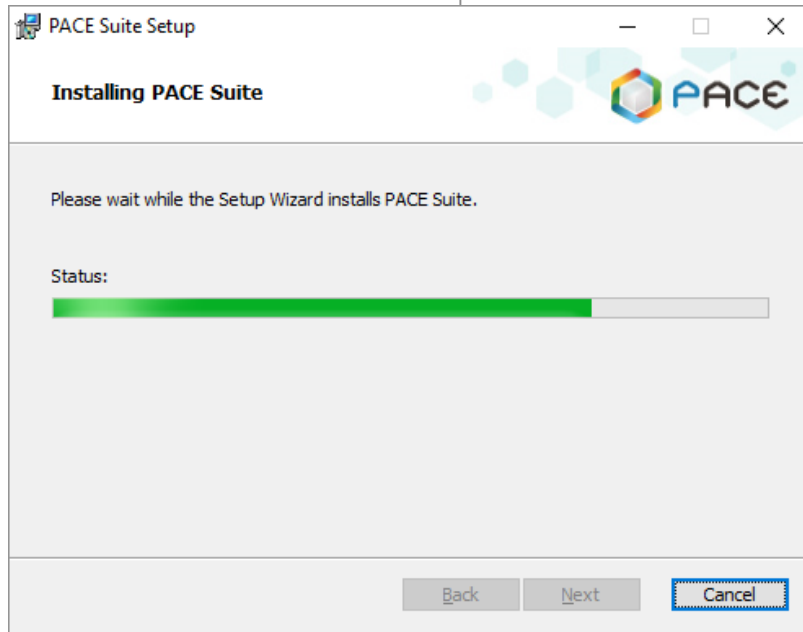 PACE Suite Setup
Installing PACE Suite
PACE
Please wait while the Setup Wizard installs PACE Suite.
Status:
Back
Next
Cancel